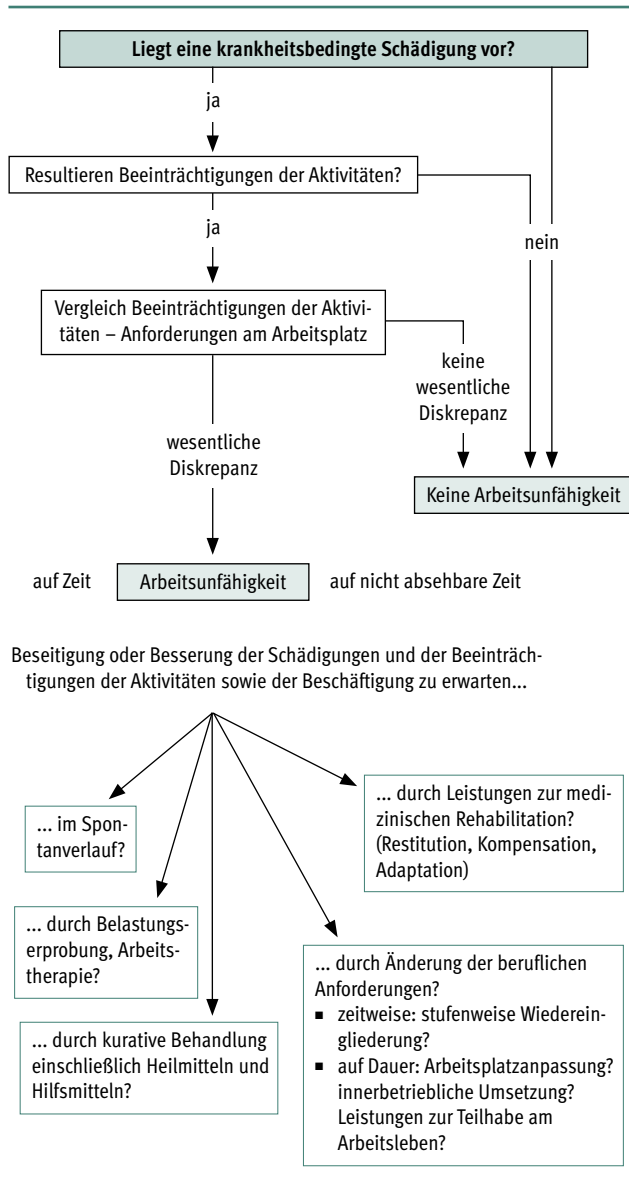 Liegt eine krankheitsbedingte Schädigung vor?
ja
Resultieren Beeinträchtigungen der Aktivitäten?
ja
nein
Vergleich Beeinträchtigungen der Aktivi-
täten – Anforderungen am Arbeitsplatz
keine
wesentliche
Diskrepanz
wesentliche
Diskrepanz
Keine Arbeitsunfähigkeit
auf Zeit Arbeitsunfähigkeit auf nicht absehbare Zeit
Beseitigung oder Besserung der Schädigungen und der Beeinträch-
tigungen der Aktivitäten sowie der Beschäftigung zu erwarten...
... durch Leistungen zur medi-
zinischen Rehabilitation?
(Restitution, Kompensation,
Adaptation)
... im Spon-
tanverlauf?
... durch Belastungs-
erprobung, Arbeits-
therapie?
... durch Änderung der beruflichen
Anforderungen?
▪ zeitweise: stufenweise Wiederein-
gliederung?
▪ auf Dauer: Arbeitsplatzanpassung?
innerbetriebliche Umsetzung?
Leistungen zur Teilhabe am
Arbeitsleben?
... durch kurative Behandlung
einschließlich Heilmitteln und
Hilfsmitteln?